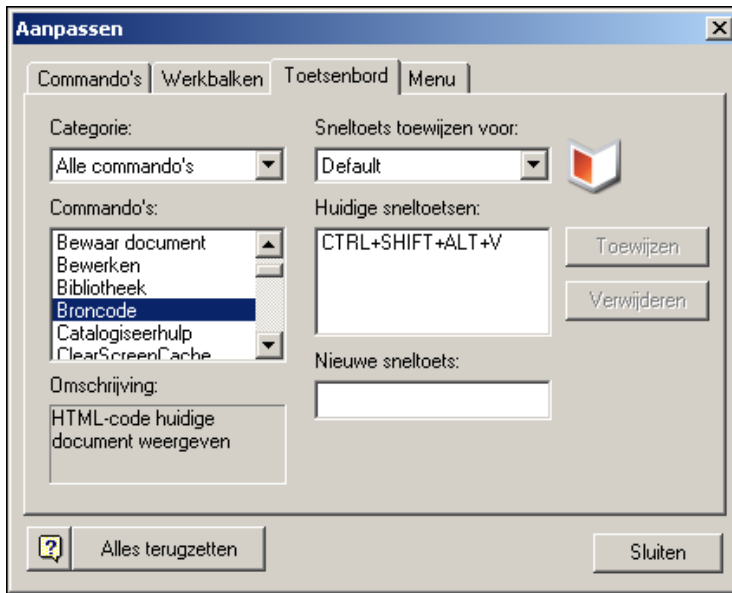 Aanpassen
Commando's Werkbalken Toetsenbord Menu
Categorie:
Alle commando's
Commando's:
Bewaar document
Bewerken
Bibliotheek
Broncode
Catalogiseerhulp
ClearScreenCache
Omschrijving:
HTML-code huidige
document weergeven
Sneltoets toewijzen voor:
Default
Huidige sneltoetsen:
CTRL+SHIFT+ALT+V
Nieuwe sneltoets:
Toewijzen
Verwijderen
Alles terugzetten
Sluiten